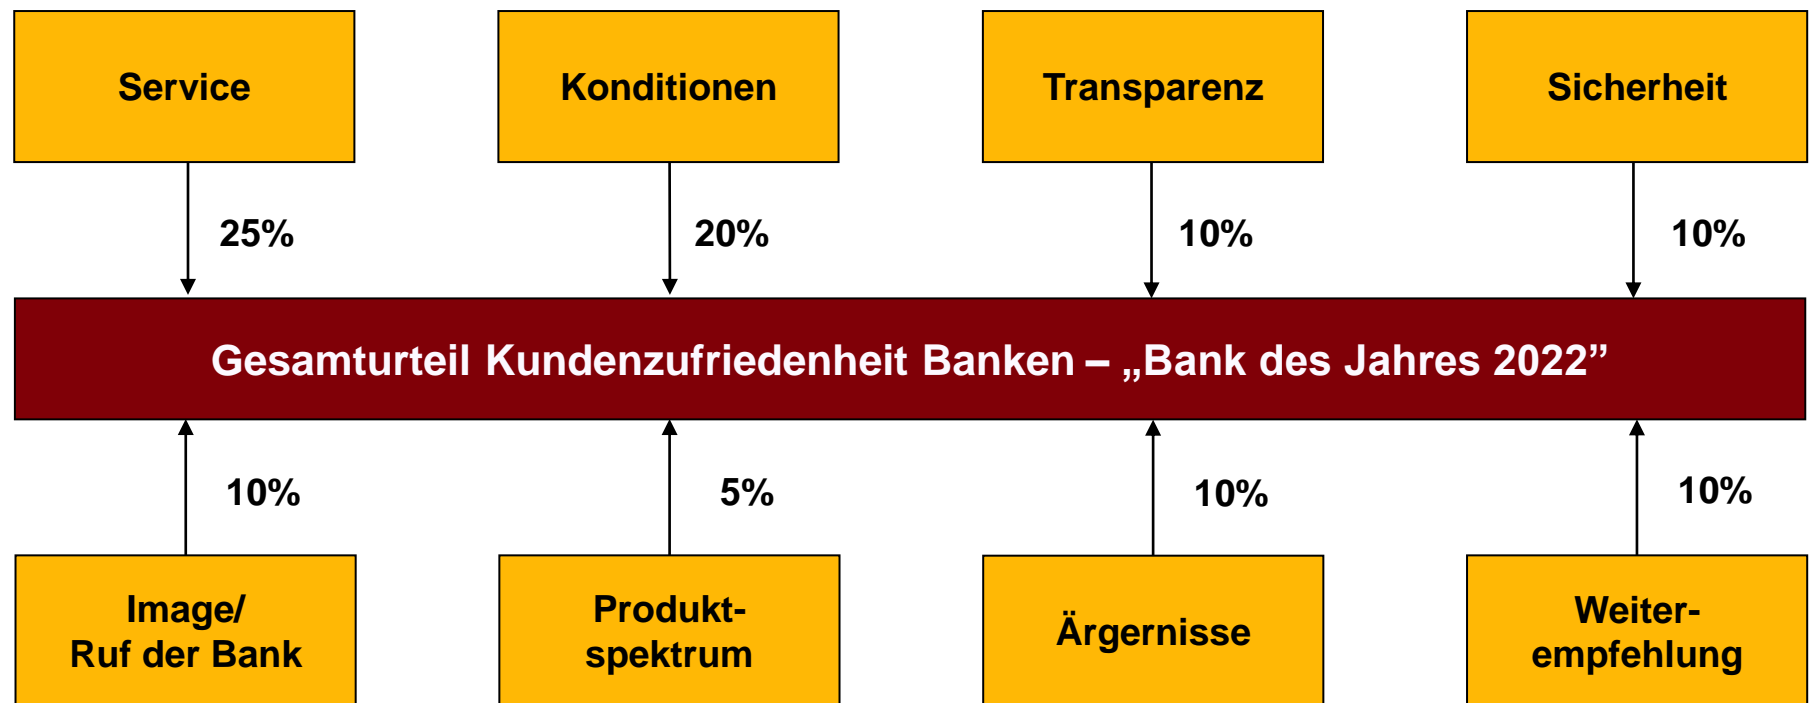 Service
Konditionen
Transparenz
Sicherheit
25%
20%
10%
10%
Gesamturteil Kundenzufriedenheit Banken – „Bank des Jahres 2022”
10%
5%
10%
10%
Image/
Ruf der Bank
Produkt-
spektrum
Ärgernisse
Weiter-
empfehlung